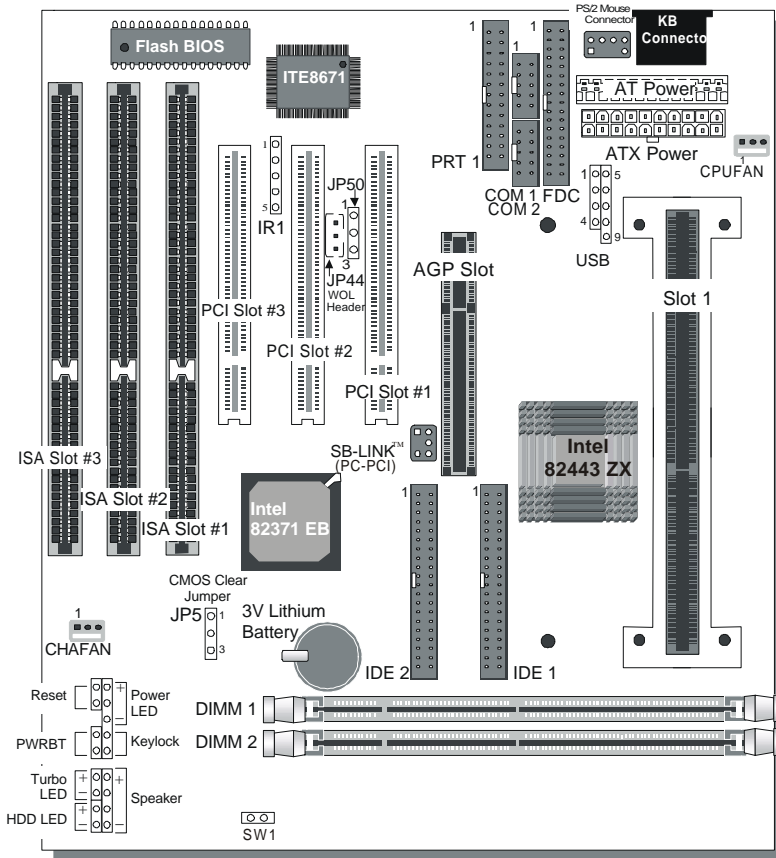 PS/2 Mouse
Connector
KB
Connecto
Flash BIOS
ITE8671
1
1
1
AT Power
ATX Power
1
CPUFAN
PRT 1
COM 1 FDC
COM 2
1 5
4
9
USB
1
5
IR1
JP50
1
3
JP44
WOL
Header
AGP Slot
Slot 1
PCI Slot #3
PCI Slot #2
PCI Slot #1
SB-LINK™
(PC-PCI)
Intel
82443 ZX
ISA Slot #3
ISA Slot #2
ISA Slot #1
Intel
82371 EB
1
1
CMOS Clear
Jumper
JP5
1
3
3V Lithium
Battery
1
CHAFAN
IDE 2
IDE 1
Reset
+
Power
LED
–
DIMM 1
PWRBT
Keylock
DIMM 2
Turbo
LED
+
–
+
Speaker
HDD LED
+
–
–
SW1